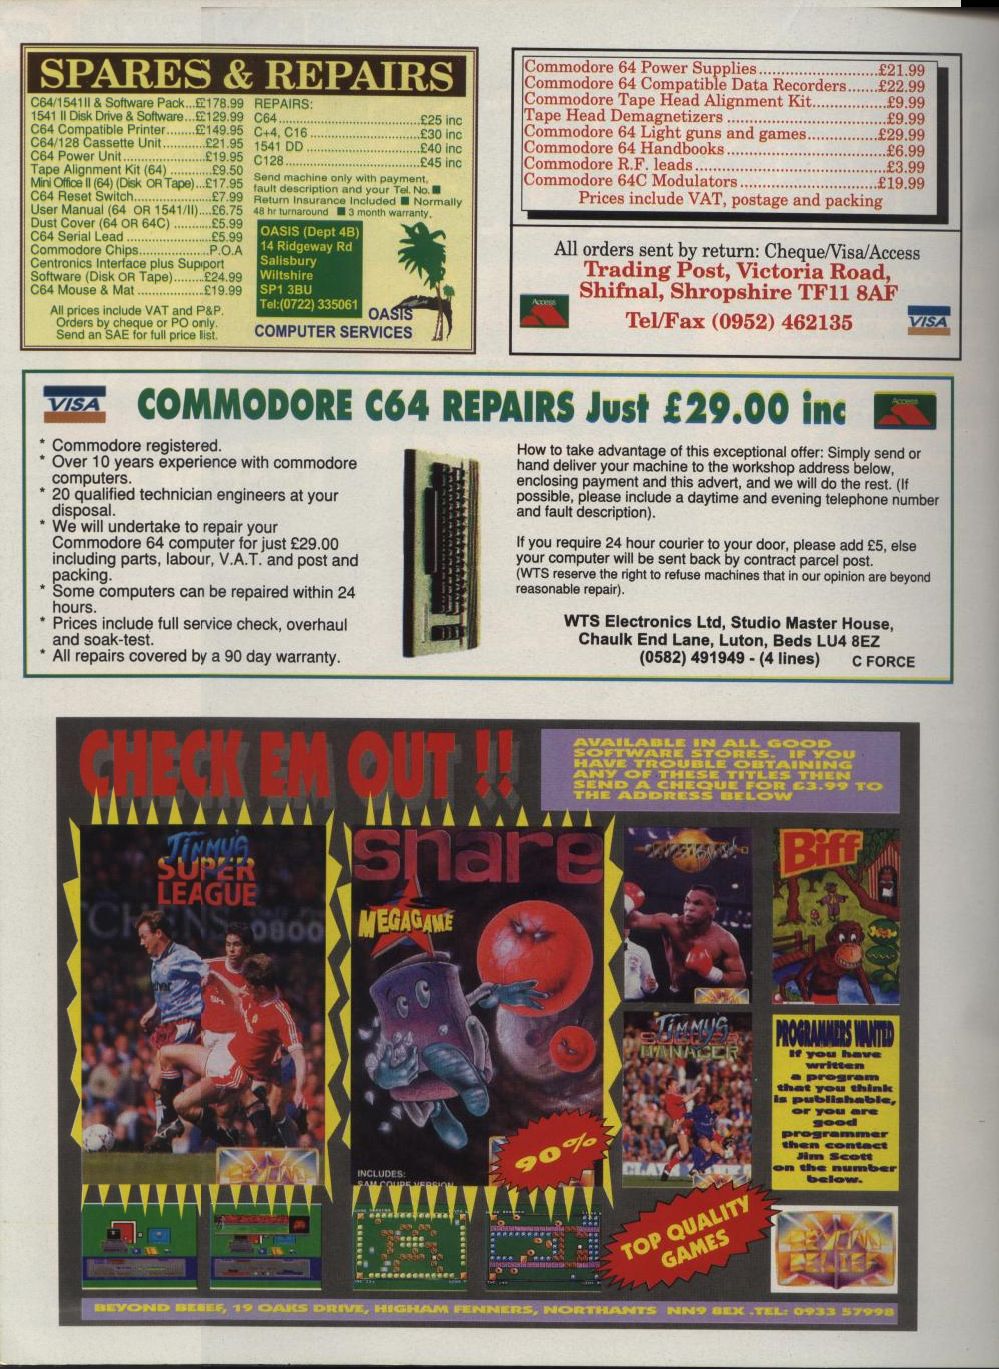 SPARES & REPAIRS
C64/1541II & Software Pack...£178.99
1541 II Disk Drive & Software...£129.99
C64 Compatible Printer........£149.95
C64/128 Cassette Unit..........£21.95
C64 Power Unit....................£19.95
Tape Alignment Kit (64) ..........£9.50
Mini Office II (64) (Disk OR Tape)...£17.95
C64 Reset Switch..................£7.99
User Manual (64 OR 1541/II)....£6.75
Dust Cover (64 OR 64C) .........£5.99
C64 Serial Lead .....................£5.99
Commodore Chips..................P.O.A
Centronics Interface plus Support
Software (Disk OR Tape)........£24.99
C64 Mouse & Mat ................£19.99
All prices include VAT and P&P.
Orders by cheque or PO only.
Send an SAE for full price list.
REPAIRS:
C64.......................................£25 inc
C+4, C16 .............................£30 inc
1541 DD ..............................£40 inc
C128 ....................................£45 inc
Send machine only with payment,
fault description and your Tel. No. ■
Return Insurance Included ■ Normally
48 hr turnaround ■ 3 month warranty.
OASIS (Dept 4B)
14 Ridgeway Rd
Salisbury
Wiltshire
SP1 3BU
Tel:(0722) 335061
OASIS
COMPUTER SERVICES
Commodore 64 Power Supplies...........................£21.99
Commodore 64 Compatible Data Recorders.......£22.99
Commodore Tape Head Alignment Kit.................£9.99
Tape Head Demagnetizers ....................................£9.99
Commodore 64 Light guns and games................£29.99
Commodore 64 Handbooks ..................................£6.99
Commodore R.F. leads..........................................£3.99
Commodore 64C Modulators..............................£19.99
Prices include VAT, postage and packing
All orders sent by return: Cheque/Visa/Access
Trading Post, Victoria Road,
Shifnal, Shropshire TF11 8AF
Access
Tel/Fax (0952) 462135
VISA
VISA
COMMODORE C64 REPAIRS Just £29.00 inc
Access
* Commodore registered.
* Over 10 years experience with commodore
computers.
* 20 qualified technician engineers at your
disposal.
* We will undertake to repair your
Commodore 64 computer for just £29.00
including parts, labour, V.A.T. and post and
packing.
* Some computers can be repaired within 24
hours.
* Prices include full service check, overhaul
and soak-test.
* All repairs covered by a 90 day warranty.
How to take advantage of this exceptional offer: Simply send or
hand deliver your machine to the workshop address below,
enclosing payment and this advert, and we will do the rest. (If
possible, please include a daytime and evening telephone number
and fault description).
If you require 24 hour courier to your door, please add £5, else
your computer will be sent back by contract parcel post.
(WTS reserve the right to refuse machines that in our opinion are beyond
reasonable repair).
WTS Electronics Ltd, Studio Master House,
Chaulk End Lane, Luton, Beds LU4 8EZ
(0582) 491949 - (4 lines)
C FORCE
CHECK EM OUT !!
AVAILABLE IN ALL GOOD
SOFTWARE STORES. IF YOU
HAVE TROUBLE OBTAINING
ANY OF THESE TITLES THEN
SEND A CHEQUE FOR £3.99 TO
THE ADDRESS BELOW
JIMMY'S
SUPER
LEAGUE
0800
snare
MEGAGAME
90%
INCLUDES:
SAM COUPE VERSION
Biff
JIMMY'S
SOCCER
MANAGER
PROGRAMMERS WANTED
If you have
written
a program
that you think
is publishable,
or you are
good
programmer
then contact
Jim Scott
on the number
below.
TOP QUALITY
GAMES
BEYOND
BELIEF
BEYOND BELIEF, 19 OAKS DRIVE, HIGHAM FENNERS, NORTHANTS NN9 8EX .TEL: 0933 57998